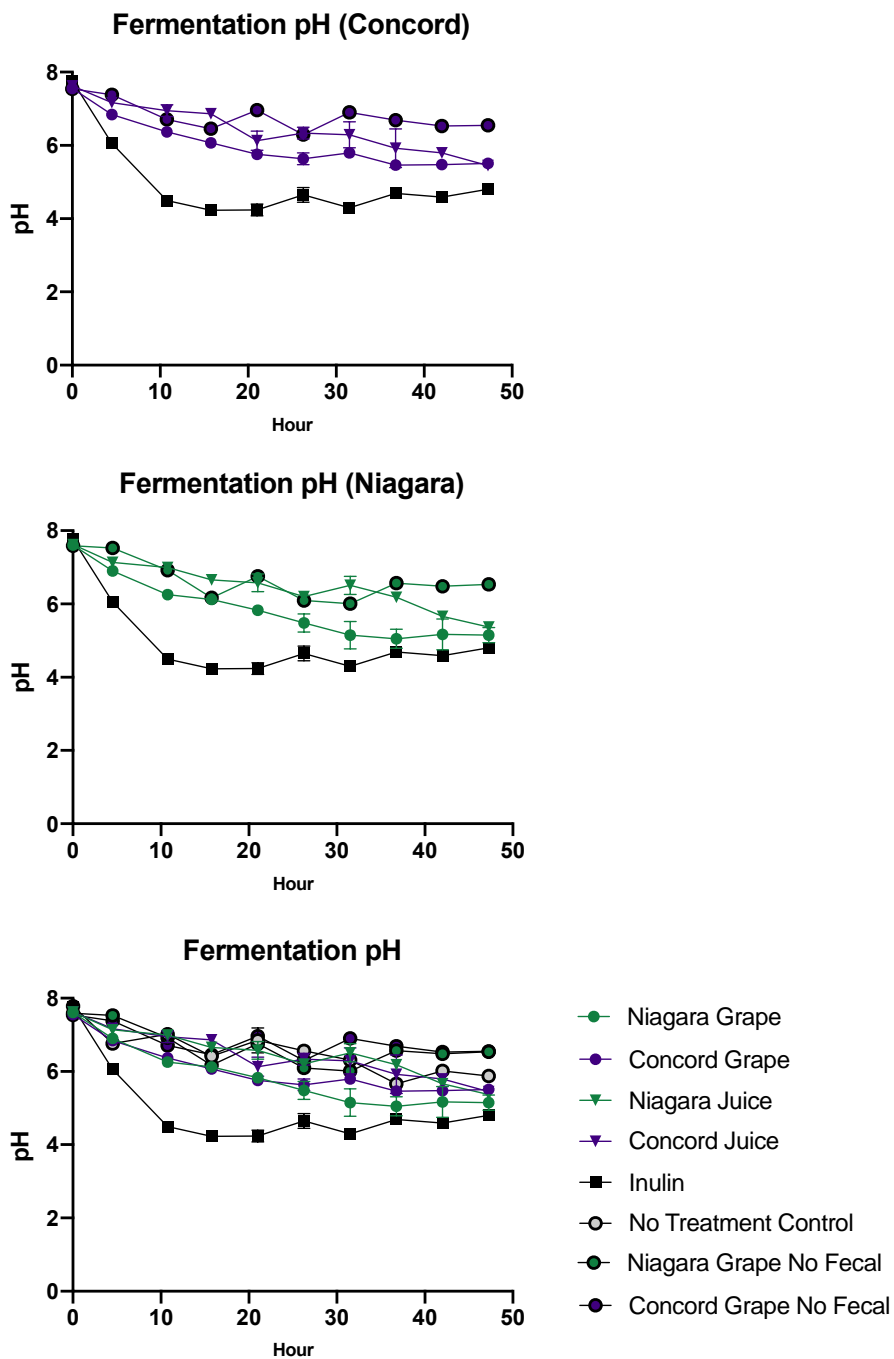 Fermentation pH (Concord)
8
6
4
2
0
pH
0 10 20 30 40 50
Hour
Fermentation pH (Niagara)
8
6
4
2
0
pH
0 10 20 30 40 50
Hour
Fermentation pH
8
6
4
2
0
pH
0 10 20 30 40 50
Hour
Niagara Grape
Concord Grape
Niagara Juice
Concord Juice
Inulin
No Treatment Control
Niagara Grape No Fecal
Concord Grape No Fecal